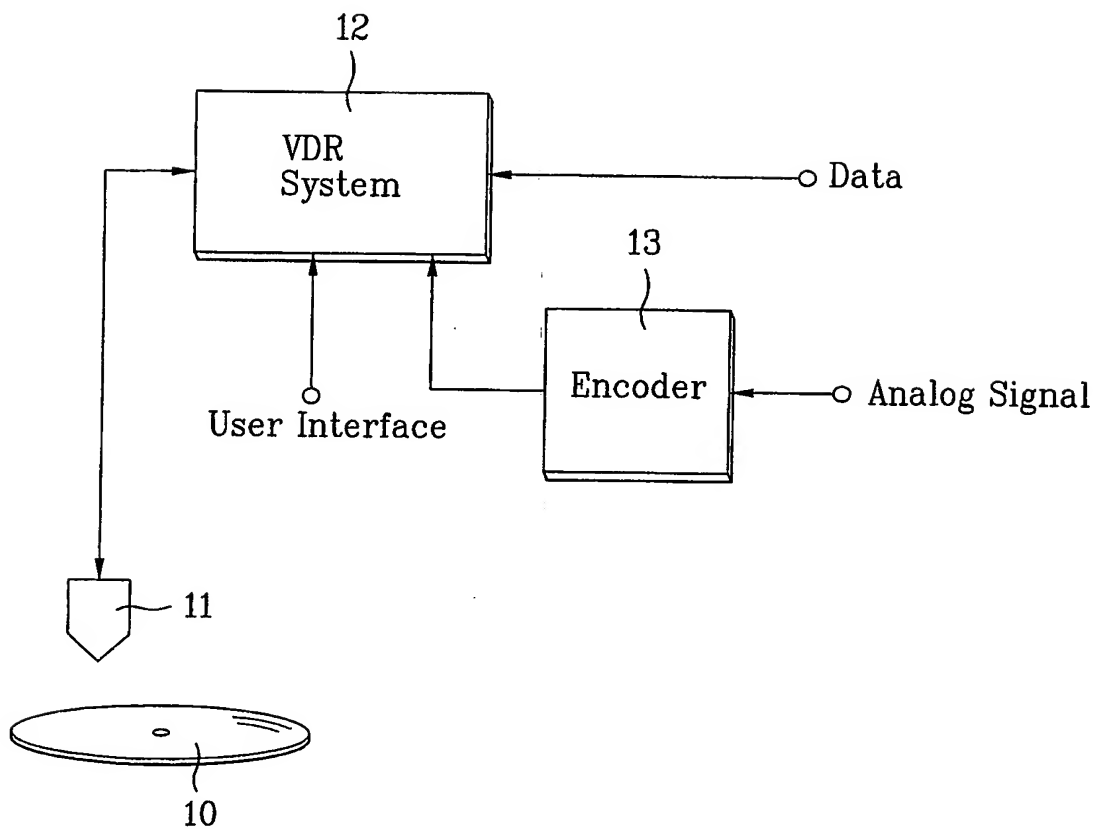 12
VDR
System
Data
13
Encoder
Analog Signal
User Interface
11
10